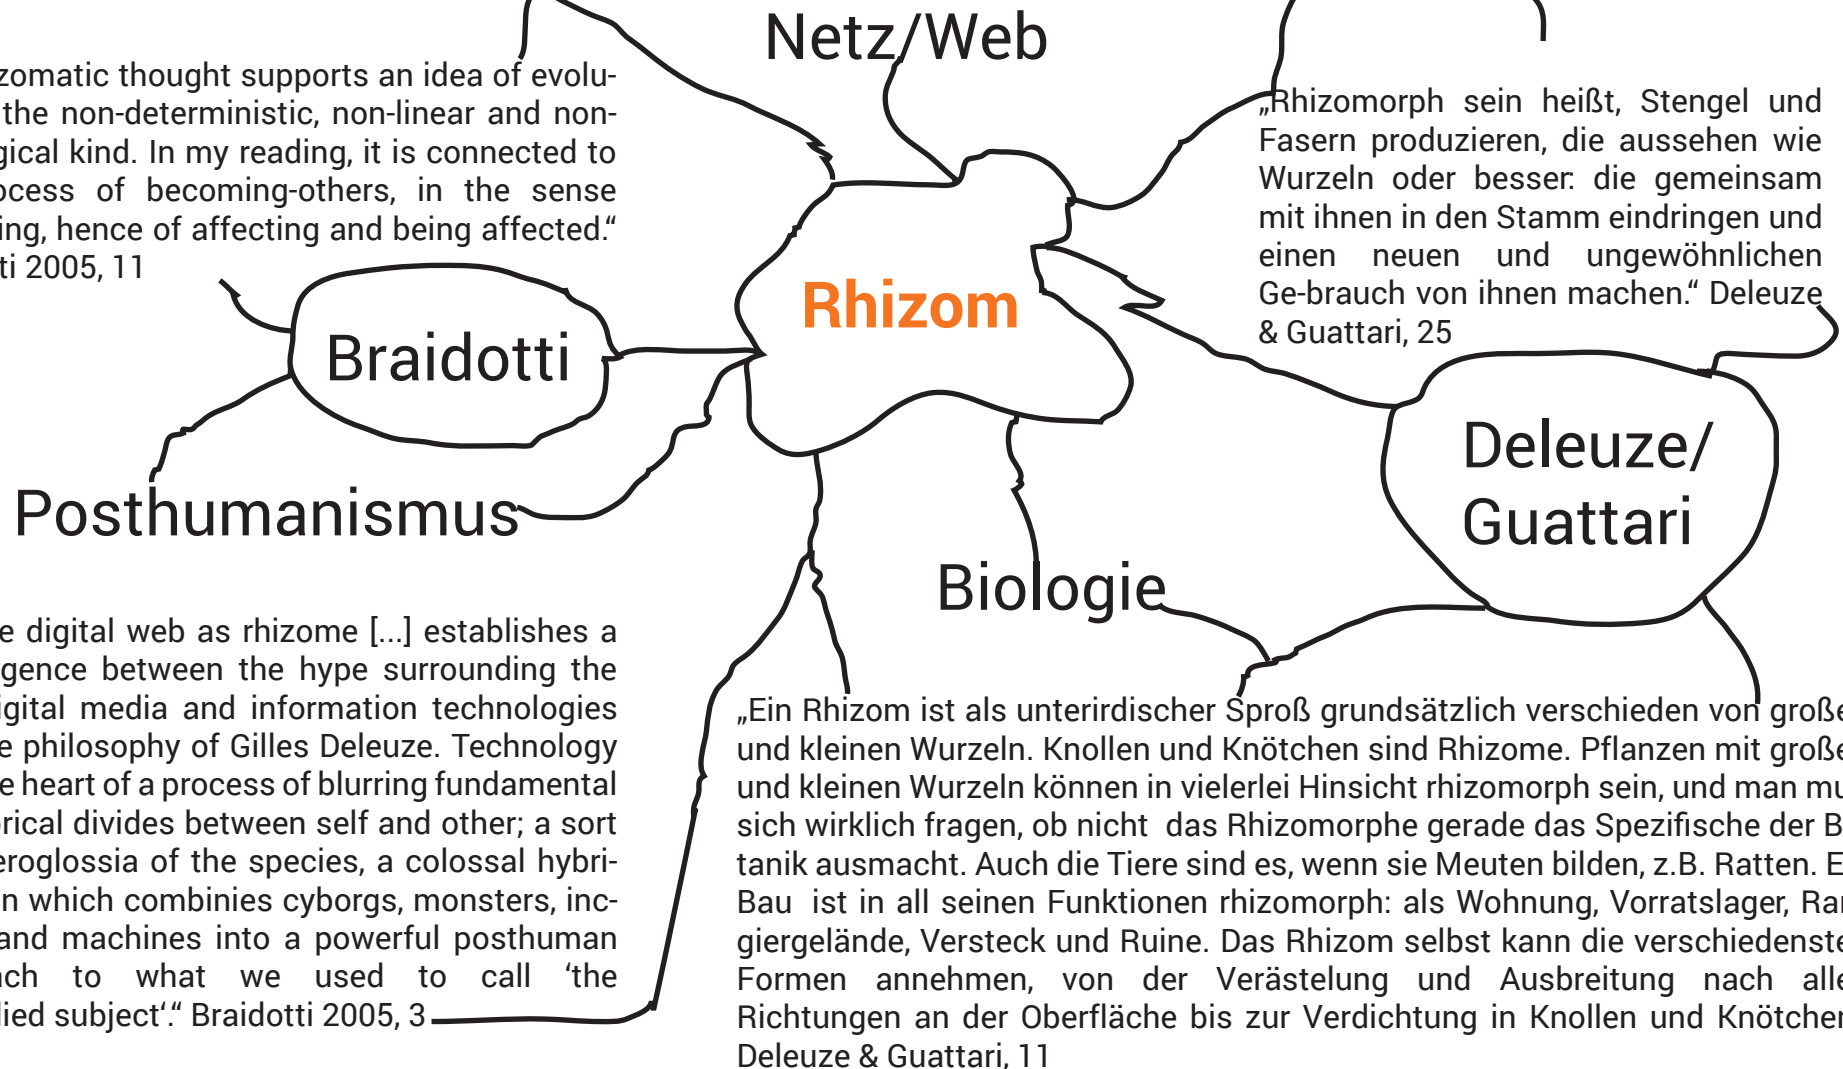 Netz/Web
zomatic thought supports an idea of evolu-
the non-deterministic, non-linear and non-
gical kind. In my reading, it is connected to
ocess of becoming-others, in the sense
ing, hence of affecting and being affected.“
ti 2005, 11
„Rhizomorph sein heißt, Stengel und
Fasern produzieren, die aussehen wie
Wurzeln oder besser: die gemeinsam
mit ihnen in den Stamm eindringen und
einen neuen und ungewöhnlichen
Ge-brauch von ihnen machen.“ Deleuze
& Guattari, 25
Rhizom
Braidotti
Deleuze/
Guattari
Posthumanismus
Biologie
e digital web as rhizome [...] establishes a
gence between the hype surrounding the
igital media and information technologies
e philosophy of Gilles Deleuze. Technology
e heart of a process of blurring fundamental
orical divides between self and other; a sort
eroglossia of the species, a colossal hybri-
n which combinies cyborgs, monsters, inc-
and machines into a powerful posthuman
ach to what we used to call ‘the
lied subject‘.“ Braidotti 2005, 3
„Ein Rhizom ist als unterirdischer Sproß grundsätzlich verschieden von große
und kleinen Wurzeln. Knollen und Knötchen sind Rhizome. Pflanzen mit große
und kleinen Wurzeln können in vielerlei Hinsicht rhizomorph sein, und man mu
sich wirklich fragen, ob nicht das Rhizomorphe gerade das Spezifische der B
tanik ausmacht. Auch die Tiere sind es, wenn sie Meuten bilden, z.B. Ratten. E
Bau ist in all seinen Funktionen rhizomorph: als Wohnung, Vorratslager, Ran
giergelände, Versteck und Ruine. Das Rhizom selbst kann die verschiedenste
Formen annehmen, von der Verästelung und Ausbreitung nach alle
Richtungen an der Oberfläche bis zur Verdichtung in Knollen und Knötchen
Deleuze & Guattari, 11